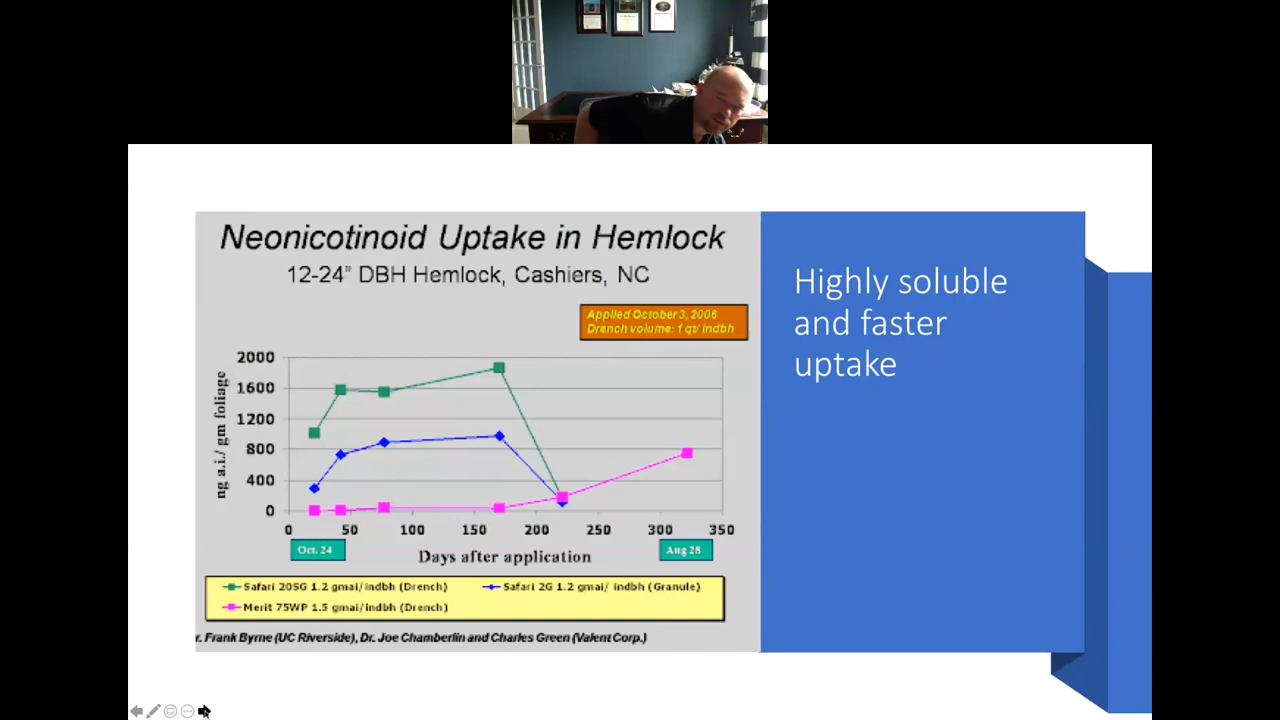 Neonicotinoid Uptake in Hemlock
12-24" DBH Hemlock, Cashiers, NC
Applied October 3, 2006
Drench volume: 1 qt/ indbh
2000
1600
1200
800
400
0
ng a.i./ gm foliage
0 50 100 150 200 250 300 350
Oct. 24
Days after application
Aug 28
Safari 20SG 1.2 gmai/indbh (Drench)
Safari 2G 1.2 gmai/ indbh (Granule)
Merit 75WP 1.5 gmai/indbh (Drench)
r. Frank Byrne (UC Riverside), Dr. Joe Chamberlin and Charles Green (Valent Corp.)
Highly soluble
and faster
uptake